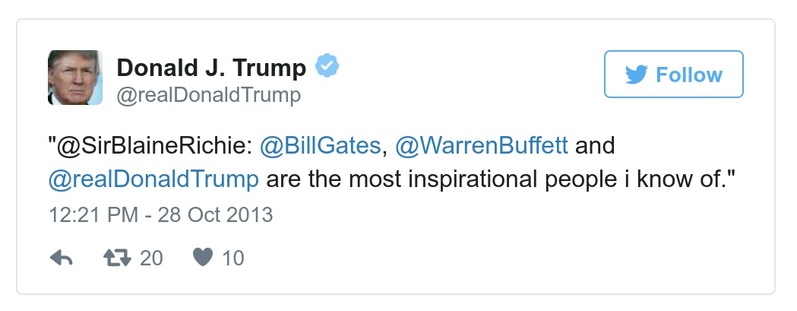 Donald J. Trump
Follow
@realDonaldTrump
"@SirBlaineRichie: @BillGates, @WarrenBuffett and
@realDonaldTrump are the most inspirational people i know of."
12:21 PM - 28 Oct 2013
20 10